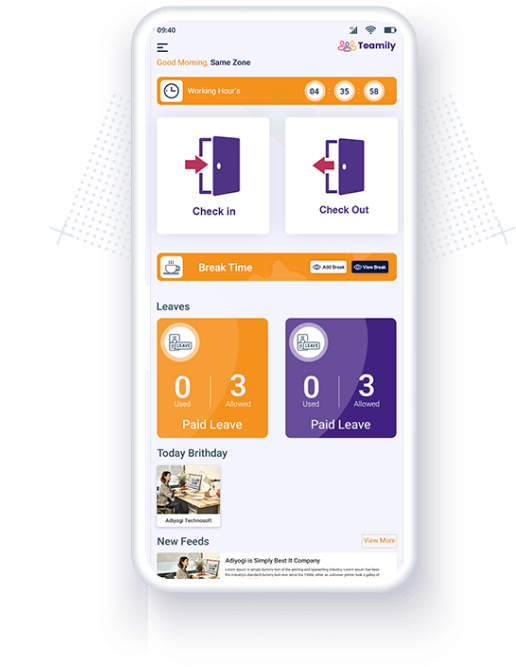 09:40
Teamily
Good Morning, Same Zone
Working Hour's 04 : 35 : 58
Check in
Check Out
Break Time Add Break View Break
Leaves
LEAVE
LEAVE
0 3
Used Allowed
Paid Leave
0 3
Used Allowed
Paid Leave
Today Brithday
Adiyogi Technosoft
New Feeds
View More
Adiyogi is Simply Best It Company
Lorem Ipsum is simply dummy text of the printing and typesetting industry. Lorem Ipsum has been
the industrys standard dummy text ever since the 1500s, when an unknown printer took a galley of